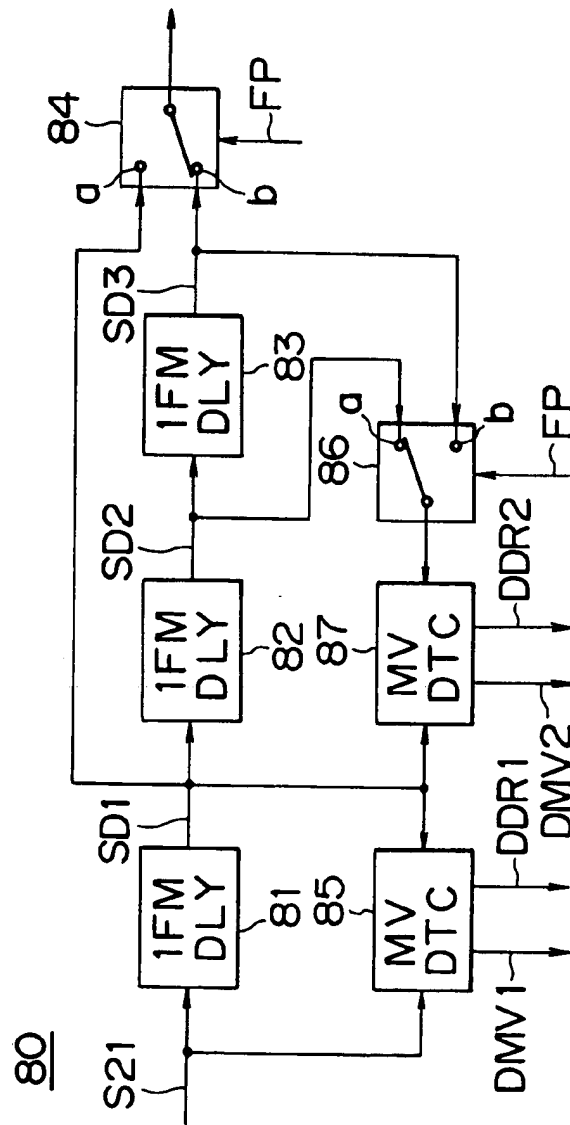 80
S21
1FM
DLY
81
SD1
1FM
DLY
82
SD2
1FM
DLY
83
SD3
84
a
b
FP
MV
DTC
85
DMV1
DDR1
MV
DTC
87
DMV2
DDR2
86
a
b
FP